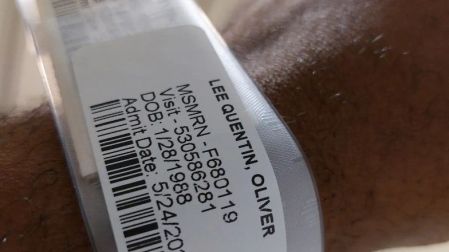 LEE QUENTIN, OLIVER
MSMRN - F680119
Visit - 530586281
DOB: 1/28/1988
Admit Date: 5/24/20